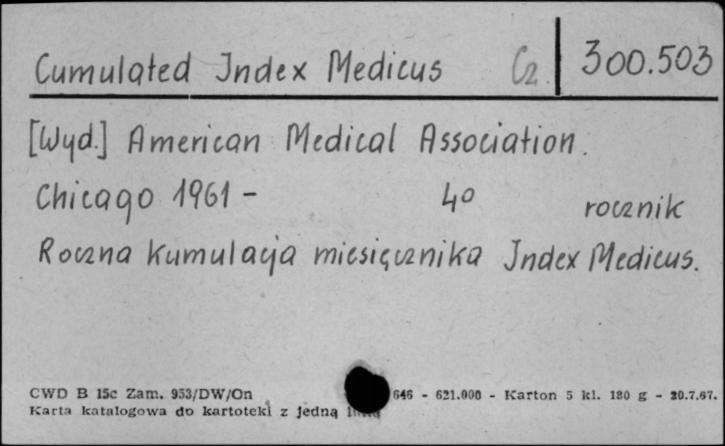 Cumulated Index Medicus Cz. 300.503
[Wyd.] American Medical Association.
Chicago 1961 - 4° rocznik
Roczna kumulacja miesięcznika Index Medicus.
CWD B 15c Zam. 953/DW/On 646 - 621.000 - Karton 5 kl. 180 g - 20.7.67.
Karta katalogowa do kartoteki z jedną